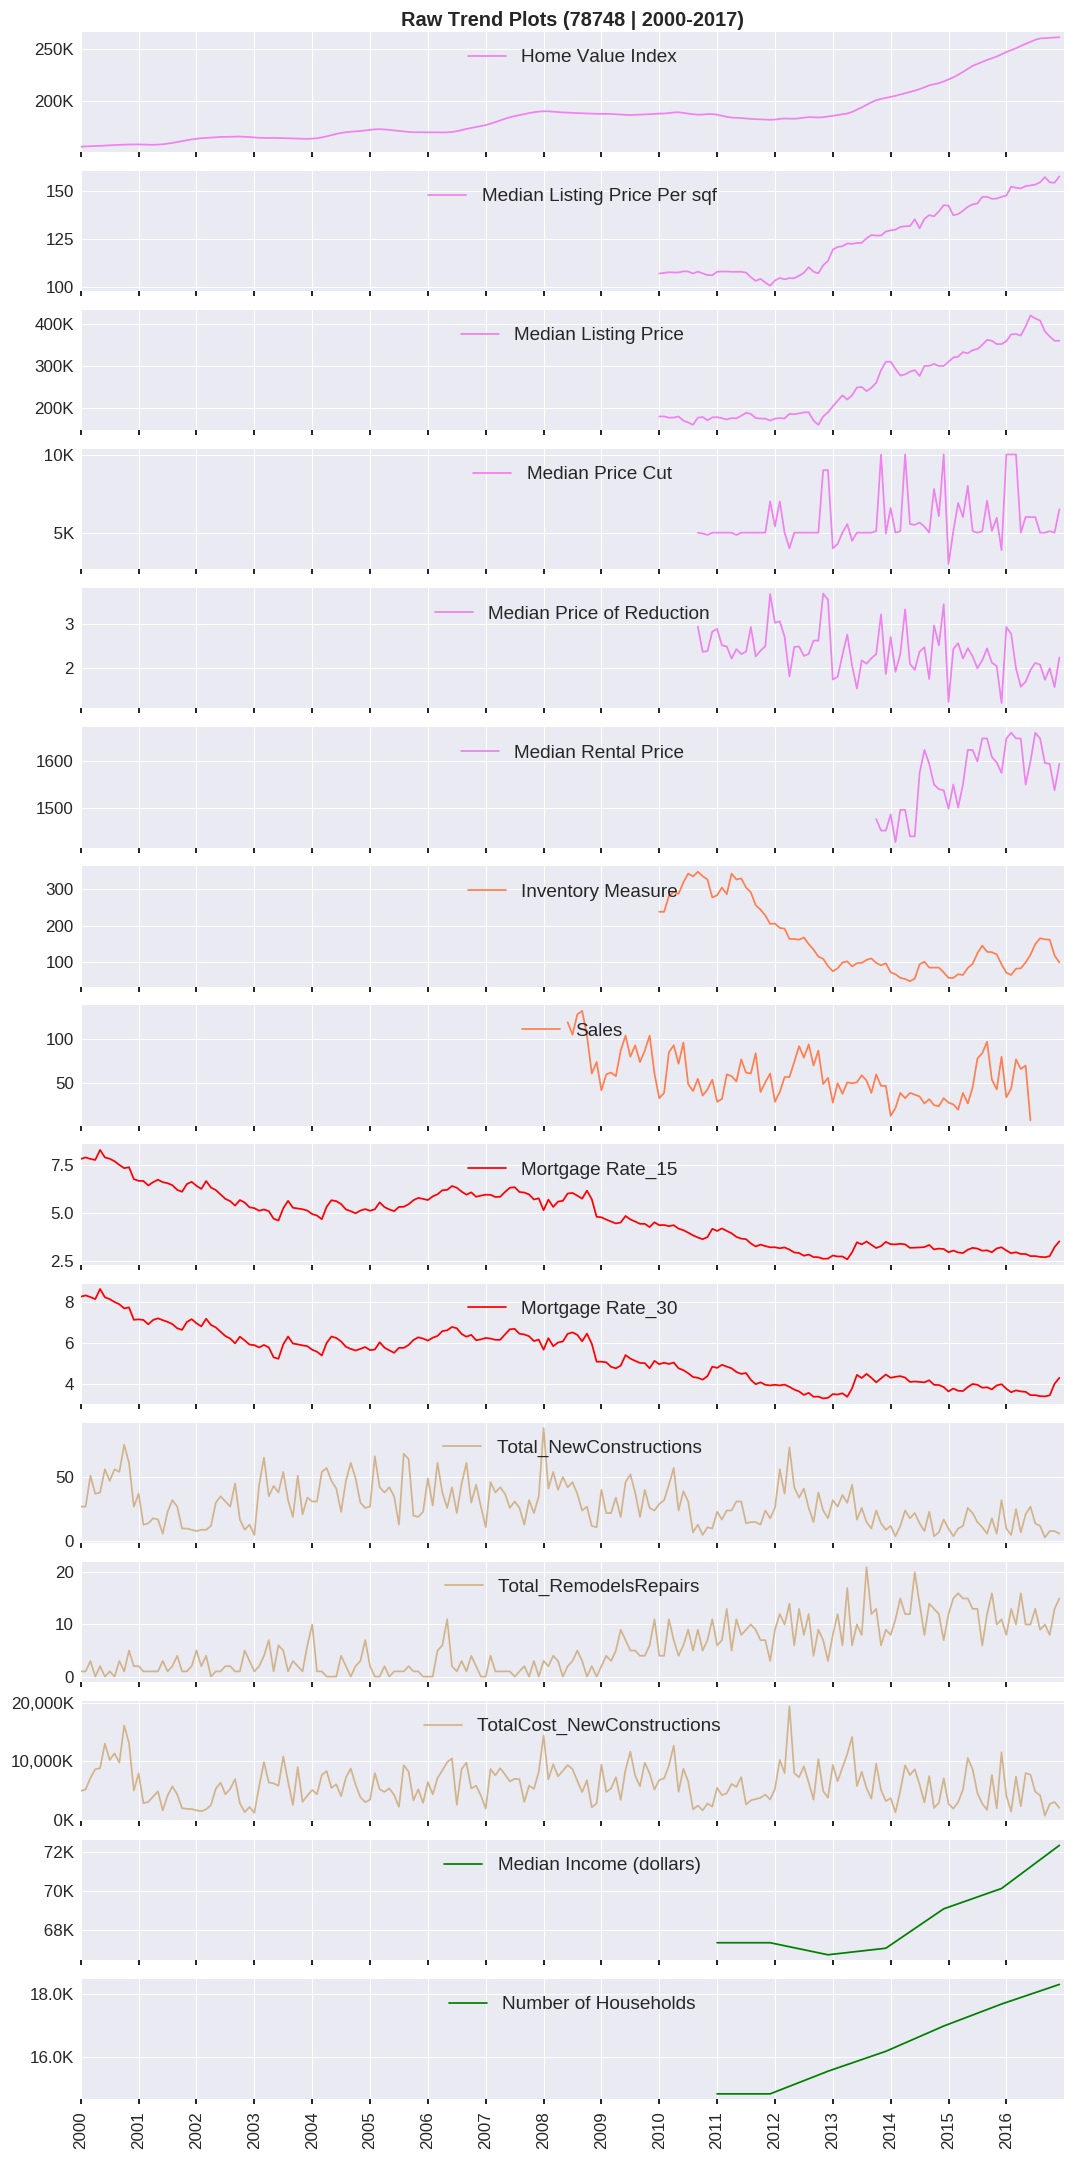 Raw Trend Plots (78748 | 2000-2017)
250K
200K
Home Value Index
150
125
100
Median Listing Price Per sqf
400K
300K
200K
Median Listing Price
10K
5K
Median Price Cut
3
2
Median Price of Reduction
1600
1500
Median Rental Price
300
200
100
Inventory Measure
100
50
Sales
7.5
5.0
2.5
Mortgage Rate_15
8
6
4
Mortgage Rate_30
50
0
Total_NewConstructions
20
10
0
Total_RemodelsRepairs
20,000K
10,000K
0K
TotalCost_NewConstructions
72K
70K
68K
Median Income (dollars)
18.0K
16.0K
Number of Households
2000
2001
2002
2003
2004
2005
2006
2007
2008
2009
2010
2011
2012
2013
2014
2015
2016